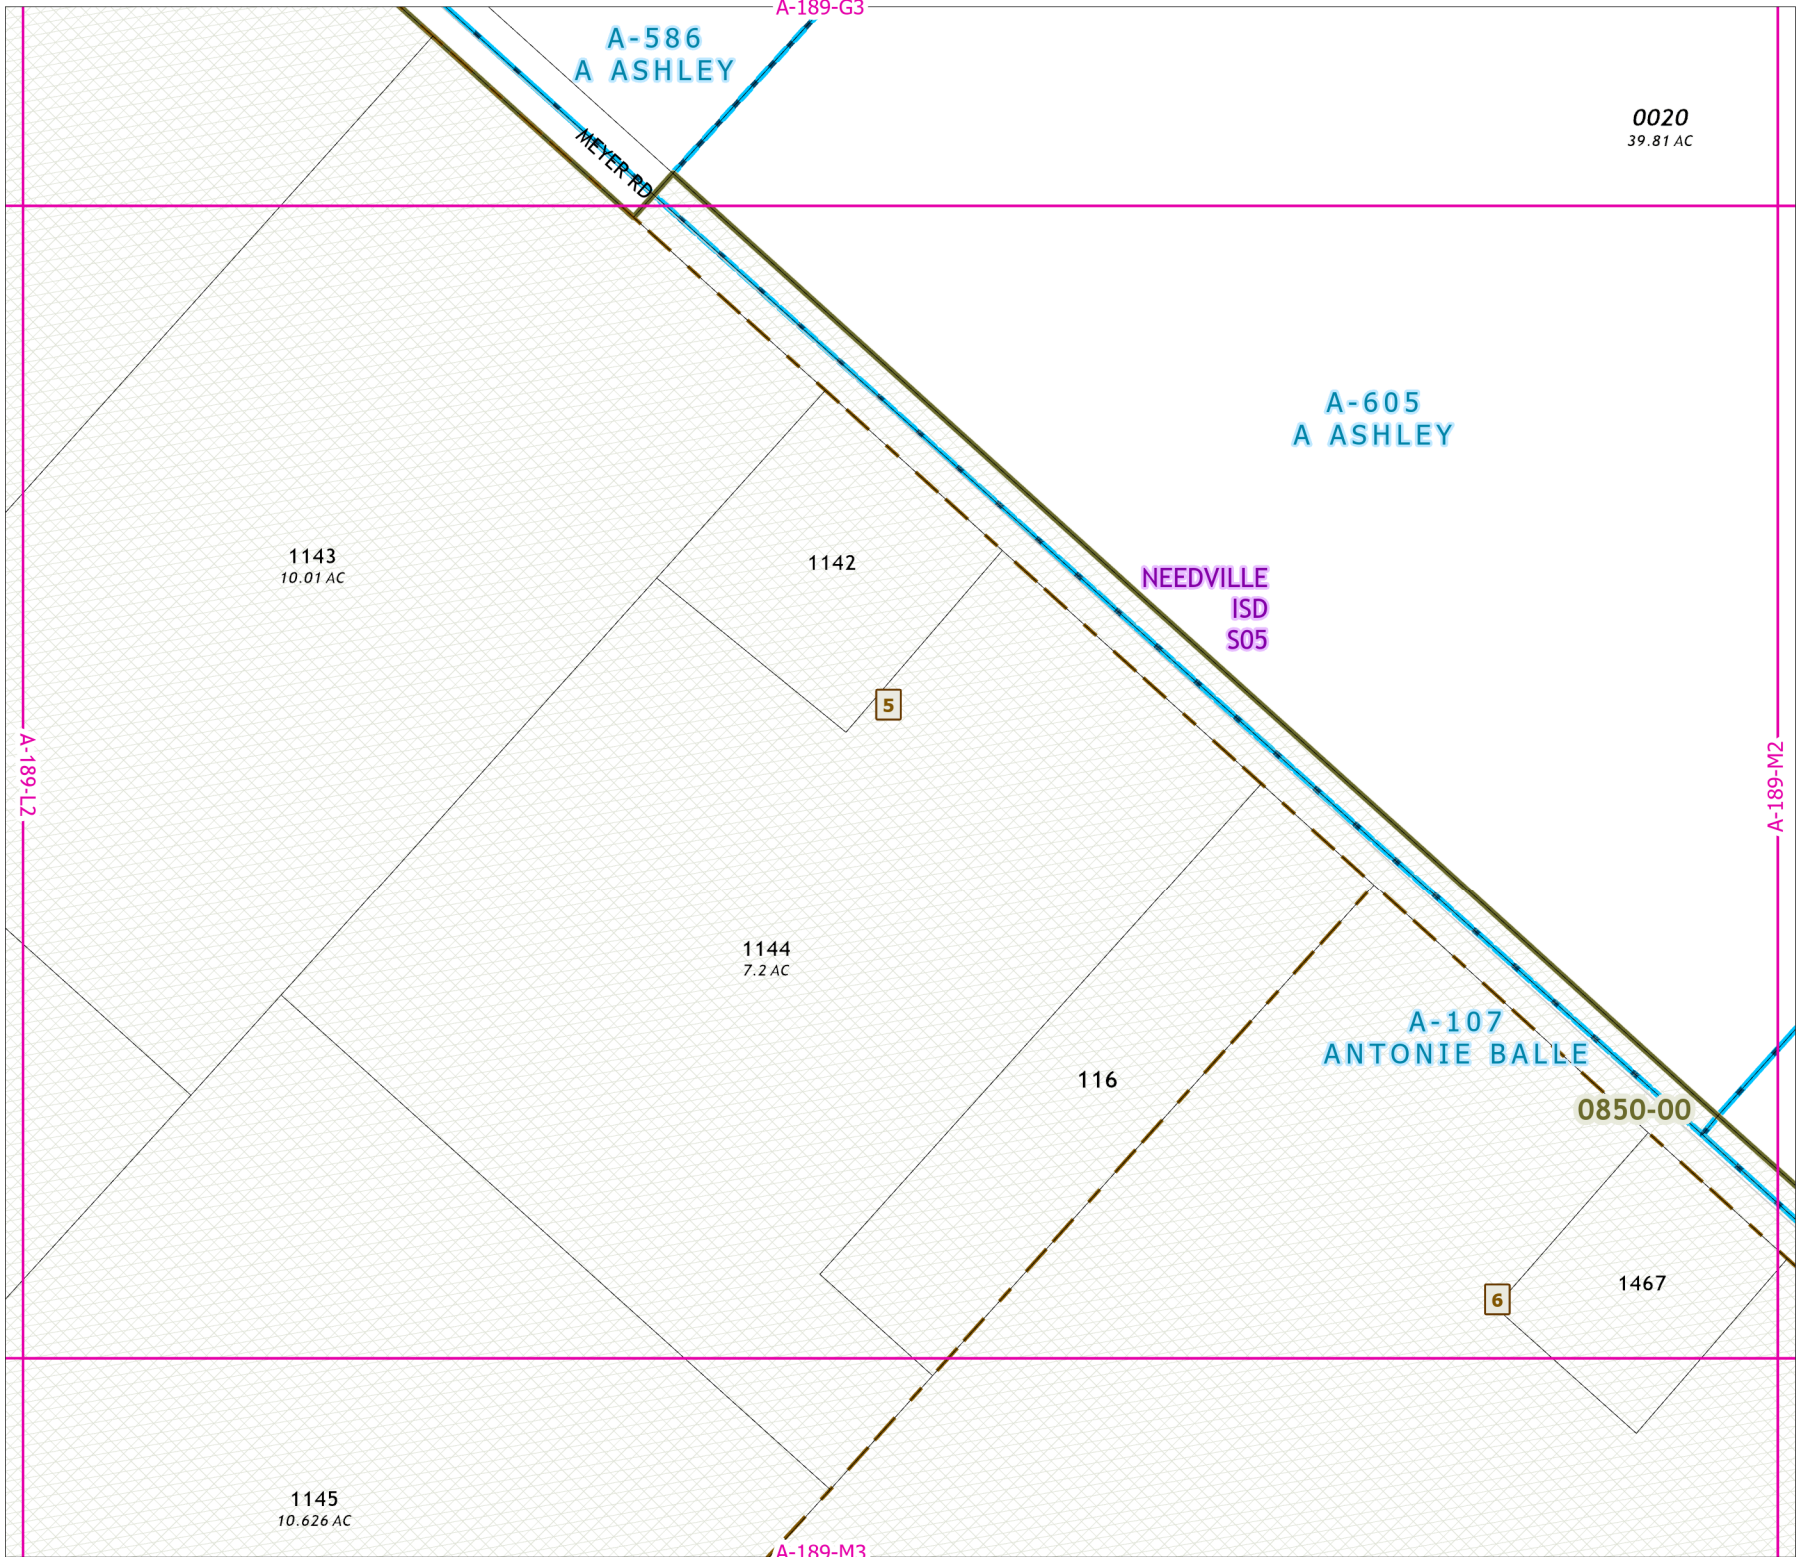 A-189-G3
A-586
A ASHLEY
0020
39.81 AC
MEYER RD
A-605
A ASHLEY
1143
10.01 AC
1142
NEEDVILLE
ISD
S05
5
A-189-L2
A-189-M2
1144
7.2 AC
A-107
ANTONIE BALLE
116
0850-00
1467
6
1145
10.626 AC
A-189-M3